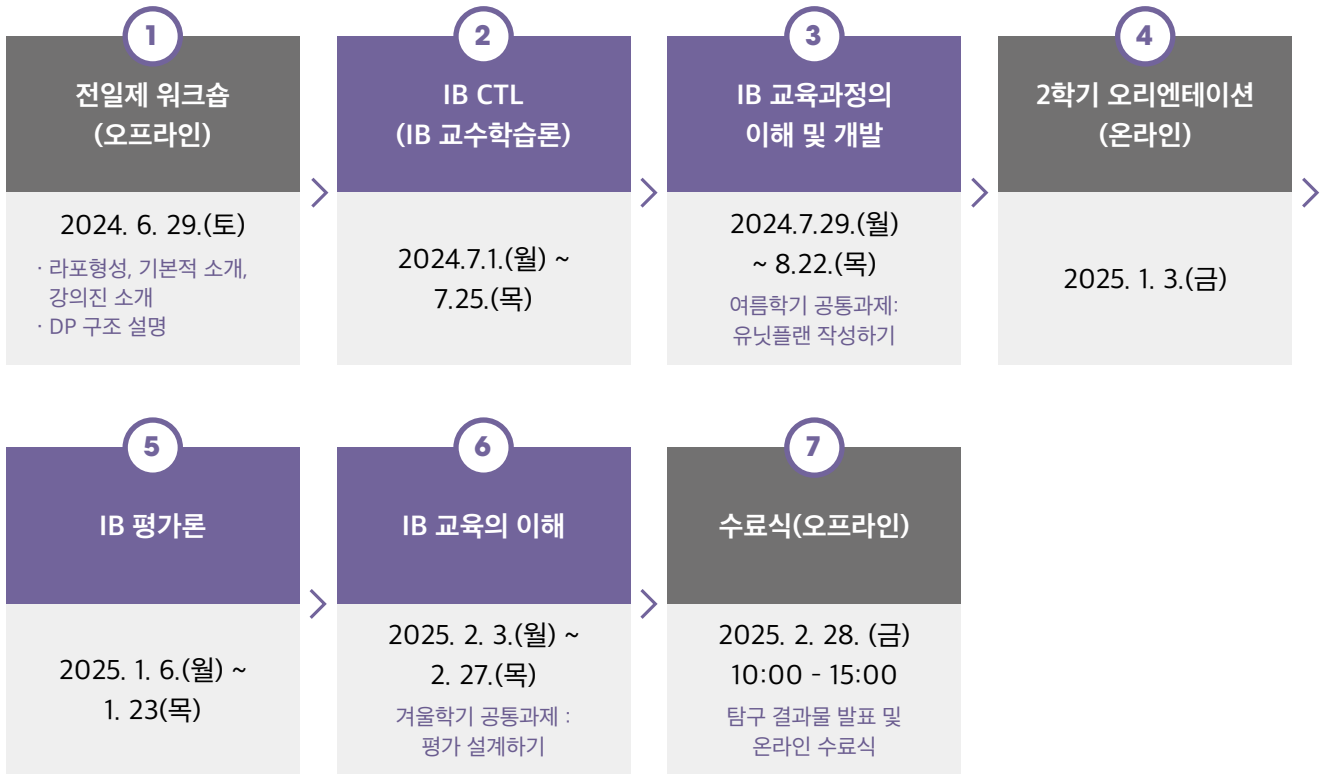 1
전일제 워크숍
(오프라인)
2024. 6. 29.(토)
· 라포형성, 기본적 소개,
강의진 소개
· DP 구조 설명
2
IB CTL
(IB 교수학습론)
2024.7.1.(월) ~
7.25.(목)
3
IB 교육과정의
이해 및 개발
2024.7.29.(월)
~ 8.22.(목)
여름학기 공통과제:
유닛플랜 작성하기
4
2학기 오리엔테이션
(온라인)
2025. 1. 3.(금)
5
IB 평가론
2025. 1. 6.(월) ~
1. 23(목)
6
IB 교육의 이해
2025. 2. 3.(월) ~
2. 27.(목)
겨울학기 공통과제 :
평가 설계하기
7
수료식(오프라인)
2025. 2. 28. (금)
10:00 - 15:00
탐구 결과물 발표 및
온라인 수료식